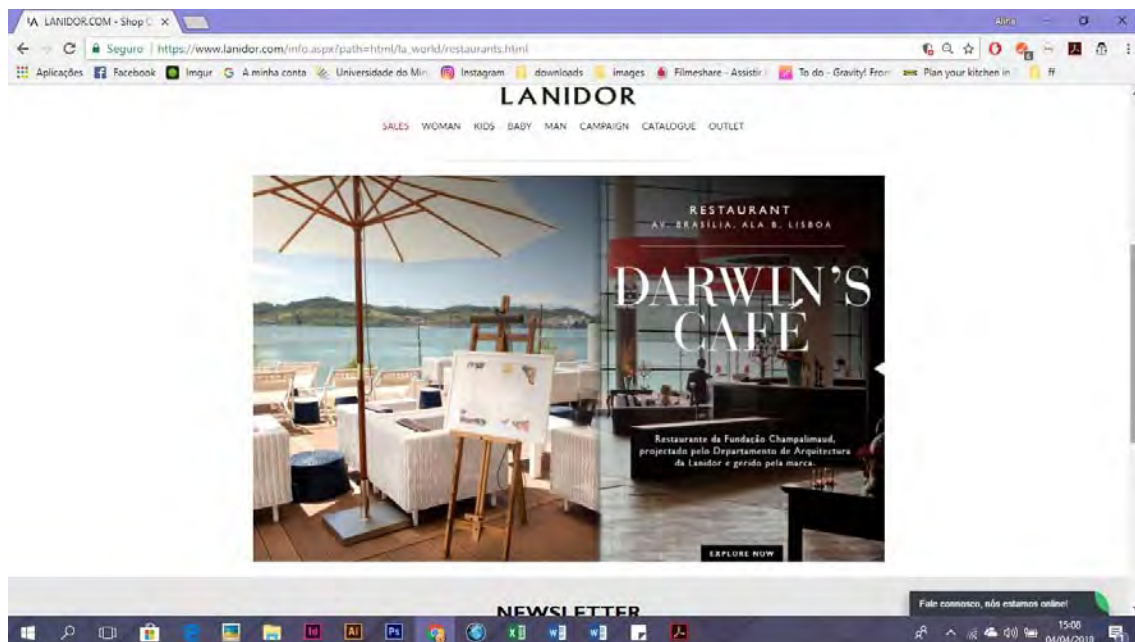 LANIDOR.COM - Shop
Seguro | https://www.lanidor.com/info.aspx?path=html/la_world/restaurants.html
Aplicações Facebook Imgur G A minha conta Universidade do Min Instagram downloads images Filmeshare - Assistir To do - Gravity! From Plan your kitchen in ff
LANIDOR
SALES WOMAN KIDS BABY MAN CAMPAIGN CATALOGUE OUTLET
RESTAURANT
AV. BRASÍLIA, ALA B, LISBOA
DARWIN'S
CAFÉ
Restaurante da Fundação Champalimaud,
projectado pelo Departamento de Arquitectura
da Lanidor e gerido pela marca.
EXPLORE NOW
NEWSLETTER
Fale connosco, nós estamos online!
15:08
04/04/2018